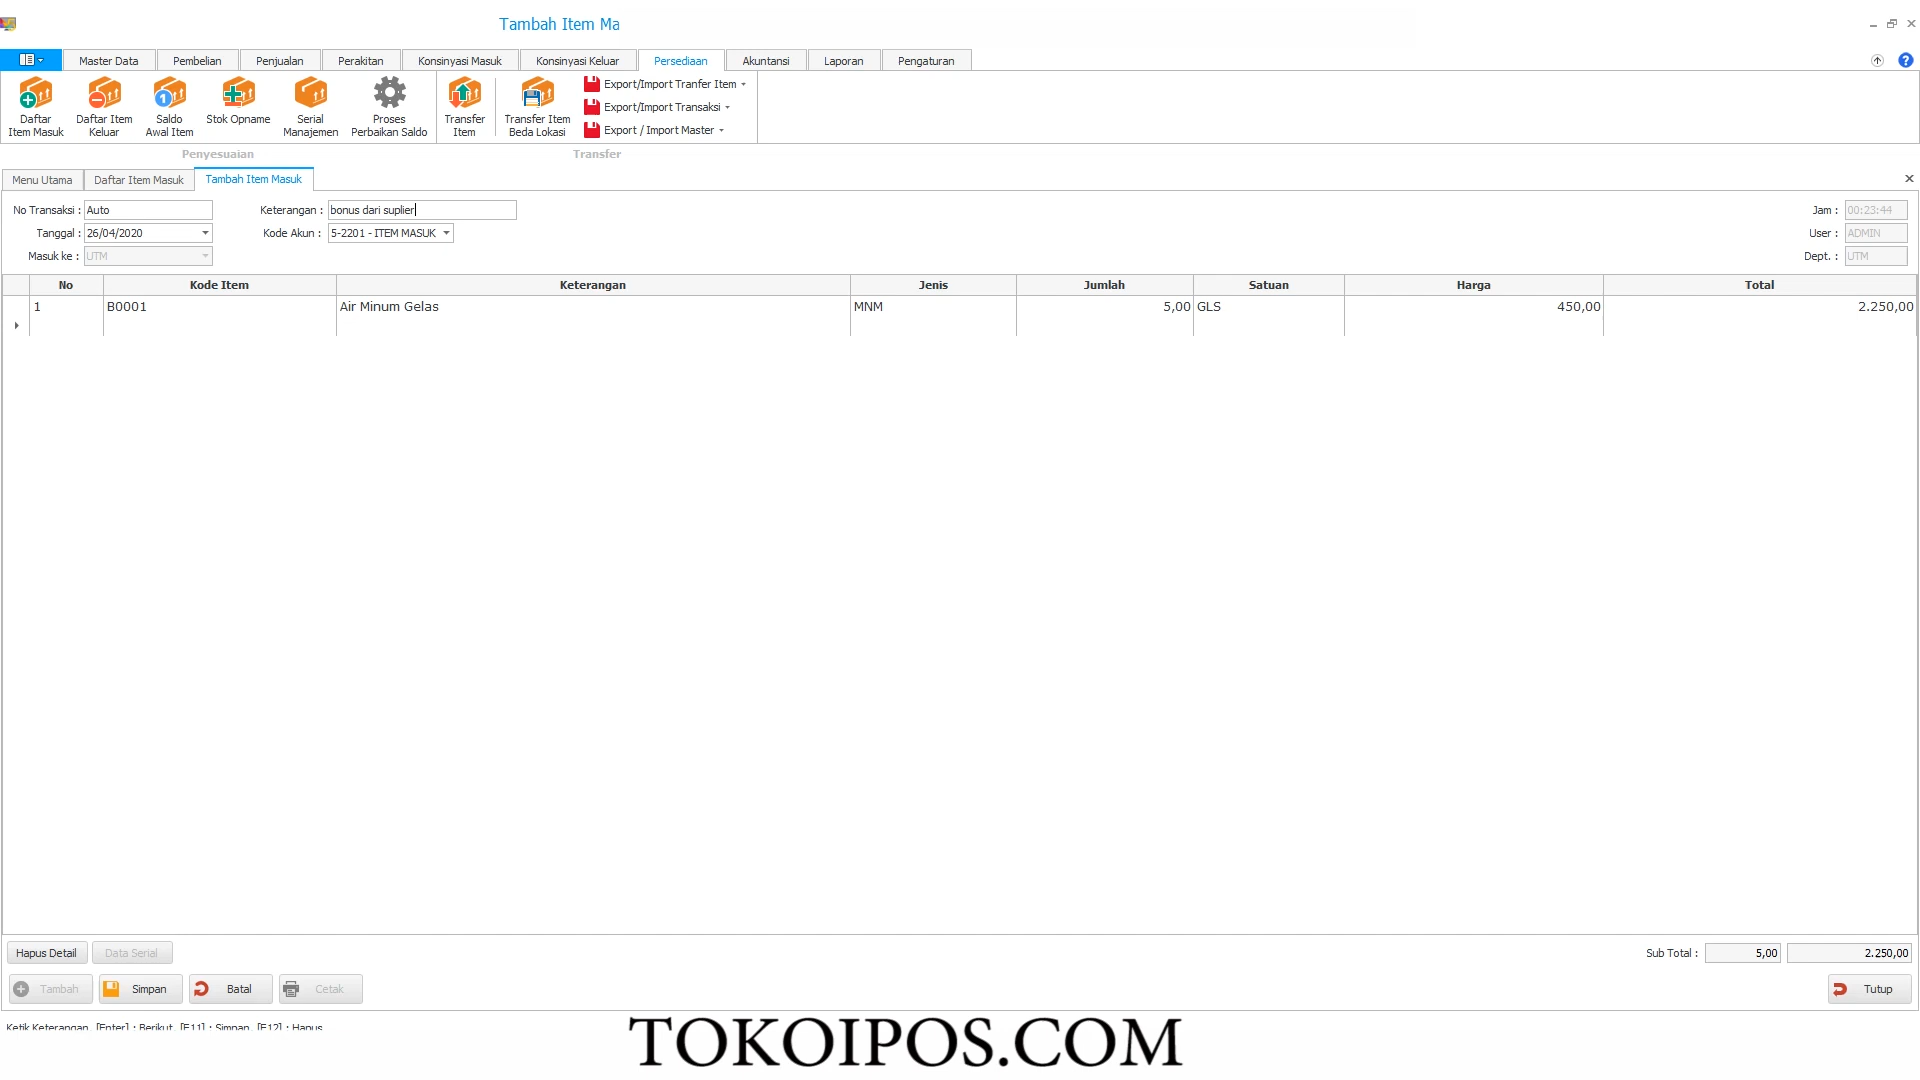 Tambah Item Ma
Master Data Pembelian Penjualan Perakitan Konsinyasi Masuk Konsinyasi Keluar Persediaan Akuntansi Laporan Pengaturan
Daftar Item Masuk
Daftar Item Keluar
Saldo Awal Item
Stok Opname
Serial Manajemen
Proses Perbaikan Saldo
Transfer Item
Transfer Item Beda Lokasi
Export/Import Tranfer Item
Export/Import Transaksi
Export / Import Master
Penyesuaian Transfer
Menu Utama Daftar Item Masuk Tambah Item Masuk
No Transaksi : Auto Keterangan : bonus dari suplier Jam : 00:23:44
Tanggal : 26/04/2020 Kode Akun : 5-2201 - ITEM MASUK User : ADMIN
Masuk ke : UTM Dept. : UTM
No Kode Item Keterangan Jenis Jumlah Satuan Harga Total
1 B0001 Air Minum Gelas MNM 5,00 GLS 450,00 2.250,00
Hapus Detail Data Serial Sub Total : 5,00 2.250,00
Tambah Simpan Batal Cetak Tutup
Ketik Keterangan, [Enter] : Berikut, [F11] : Simpan, [F12] : Hapus
TOKOIPOS.COM